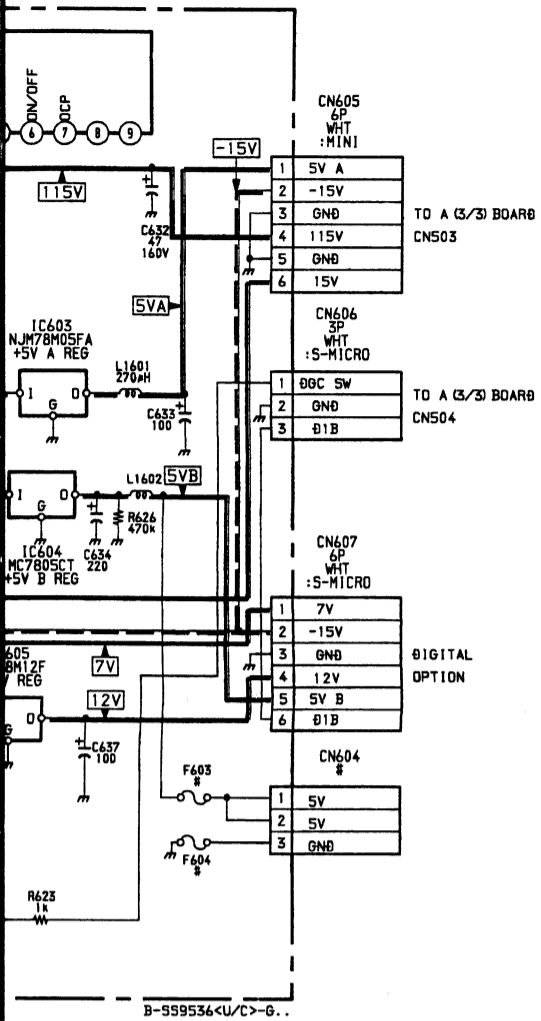 ON/OFF
OCP
6 7 8 9
115V
-15V
+
C632
47
160V
5VA
CN605
6P
WHT
:MINI
1 5V A
2 -15V
3 GND
4 115V
5 GND
6 15V
TO A (3/3) BOARD
CN503
IC603
NJM78M05FA
+5V A REG
I O
G
L1601
270µH
+
C633
100
CN606
3P
WHT
:S-MICRO
1 DGC SW
2 GND
3 D1B
TO A (3/3) BOARD
CN504
I O
G
IC604
MC7805CT
+5V B REG
L1602
5VB
+
C634
220
R626
470k
CN607
6P
WHT
:S-MICRO
1 7V
2 -15V
3 GND
4 12V
5 5V B
6 D1B
DIGITAL
OPTION
605
8M12F
V REG
O
G
7V
12V
+
C637
100
CN604
#
1 5V
2 5V
3 GND
F603
#
F604
#
R623
1k
B-SS9536<U/C>-G..